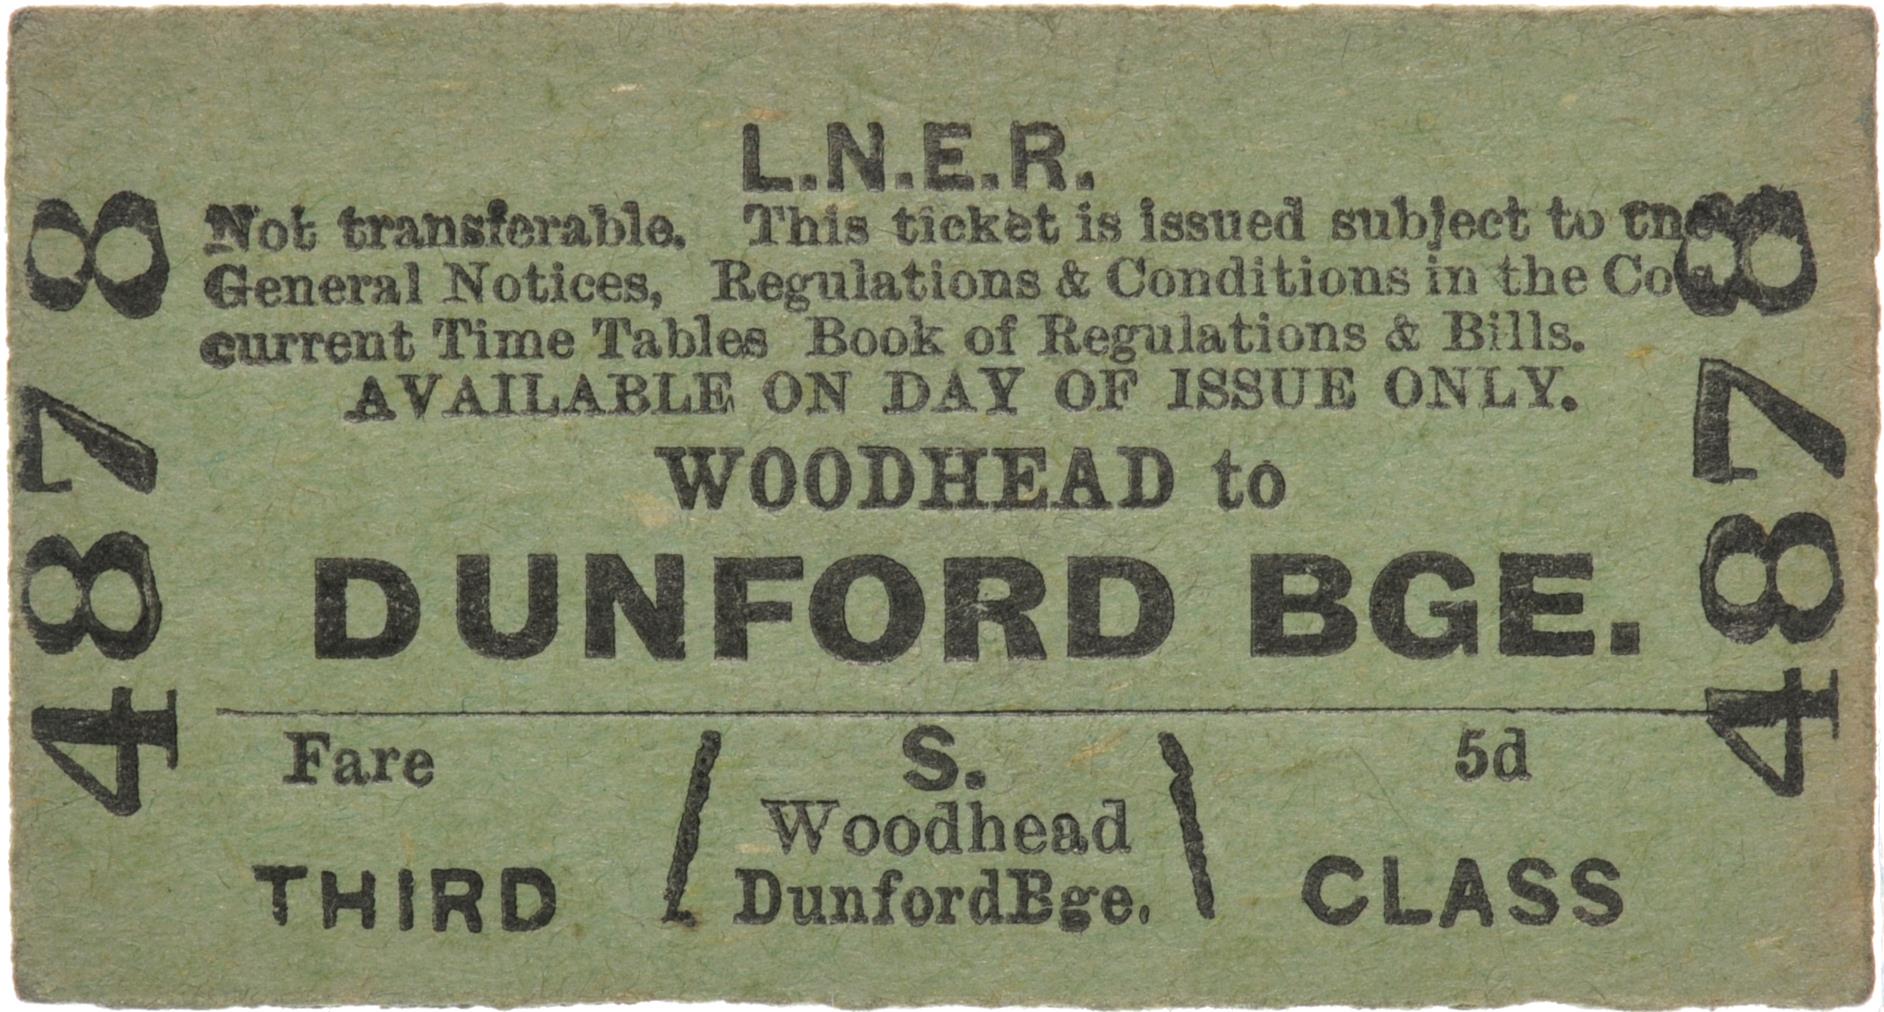 L.N.E.R.
Not transferable. This ticket is issued subject to the
General Notices, Regulations & Conditions in the Co's
current Time Tables Book of Regulations & Bills.
AVAILABLE ON DAY OF ISSUE ONLY.
WOODHEAD to
DUNFORD BGE.
Fare S. 5d
Woodhead
DunfordBge.
THIRD CLASS
4878
4878